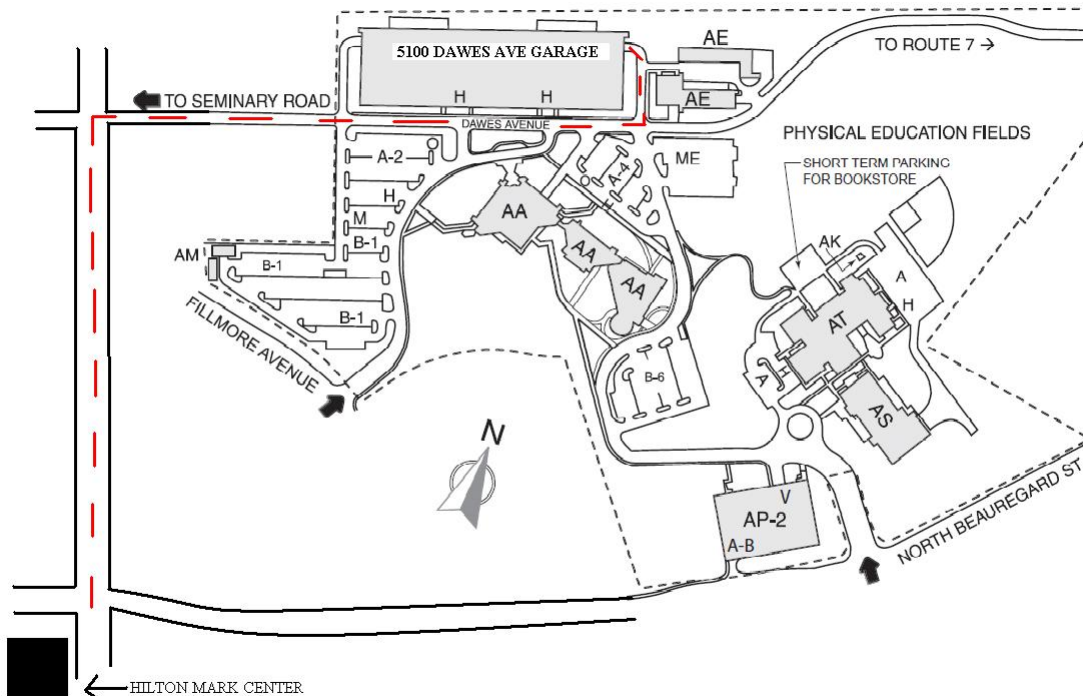 5100 DAWES AVE GARAGE
AE
TO ROUTE 7 →
H
H
AE
← TO SEMINARY ROAD
DAWES AVENUE
PHYSICAL EDUCATION FIELDS
SHORT TERM PARKING
FOR BOOKSTORE
A-2
A-4
ME
H
H
M
AA
B-1
AA
AA
AM
B-1
B-1
FILLMORE AVENUE
AK
A
H
AT
A
H
B-6
AS
N
V
AP-2
A-B
NORTH BEAUREGARD ST
HILTON MARK CENTER